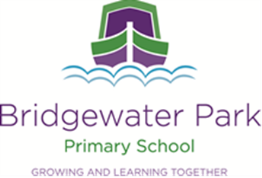 Bridgewater Park
Primary School
GROWING AND LEARNING TOGETHER